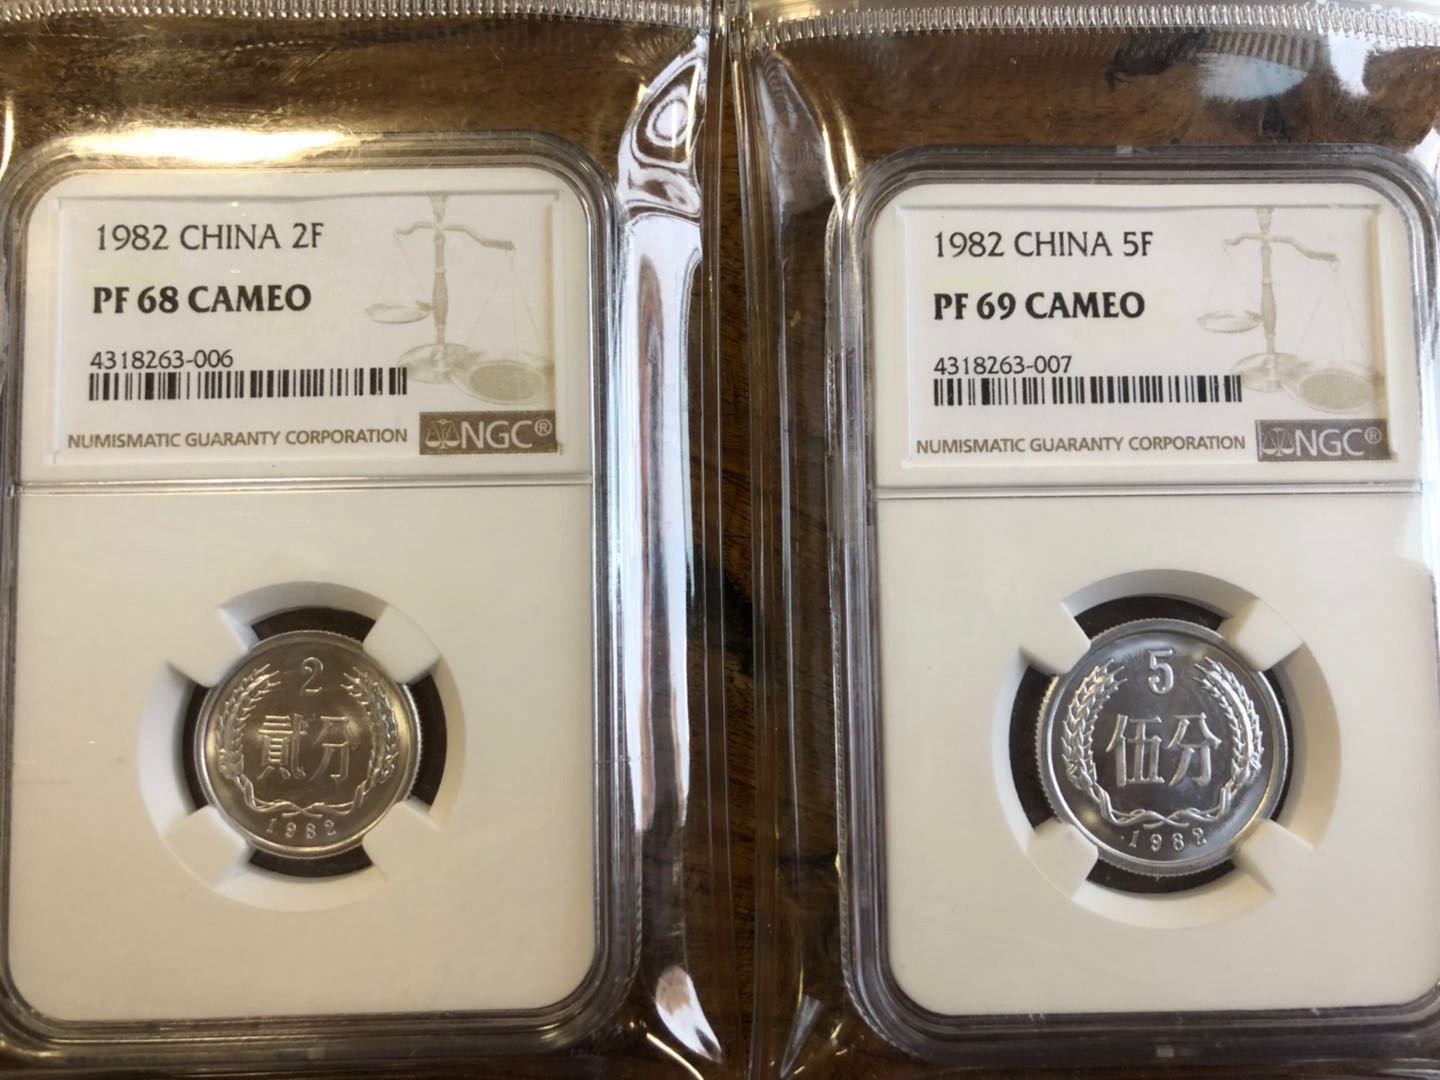 1982 CHINA 2F
PF 68 CAMEO
4318263-006
NUMISMATIC GUARANTY CORPORATION NGC®
2
貳分
1982
1982 CHINA 5F
PF 69 CAMEO
4318263-007
NUMISMATIC GUARANTY CORPORATION NGC®
5
伍分
1982